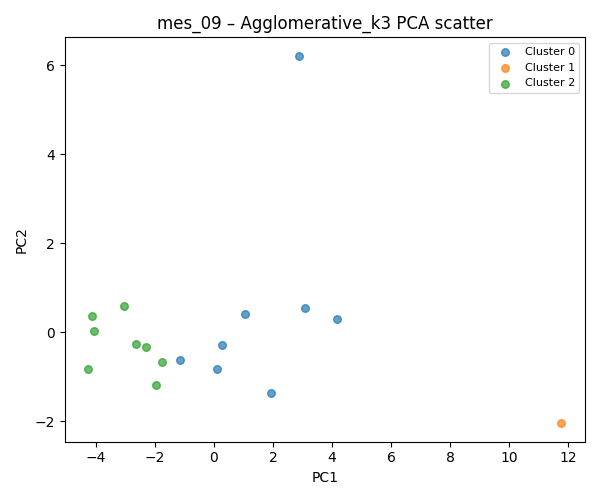 mes_09 – Agglomerative_k3 PCA scatter
Cluster 0
Cluster 1
Cluster 2
6
4
2
0
−2
PC2
−4 −2 0 2 4 6 8 10 12
PC1